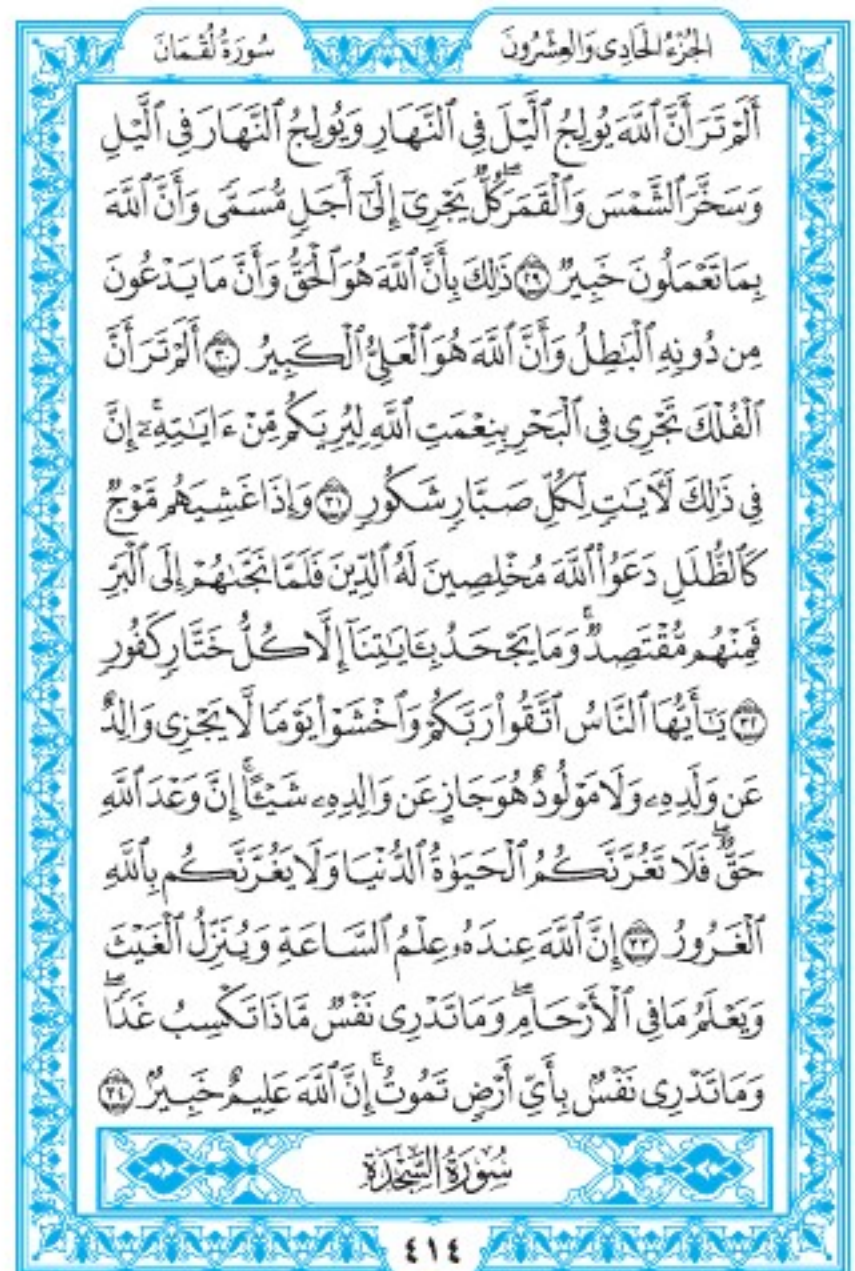 الجُزْءُ الحَادِى وَالعِشْرُونَ
سُورَةُ لُقْمَانَ
أَلَمْ تَرَ أَنَّ ٱللَّهَ يُولِجُ ٱلَّيْلَ فِى ٱلنَّهَارِ وَيُولِجُ ٱلنَّهَارَ فِى ٱلَّيْلِ
وَسَخَّرَ ٱلشَّمْسَ وَٱلْقَمَرَۖ كُلٌّ يَجْرِىٓ إِلَىٰٓ أَجَلٍ مُّسَمًّى وَأَنَّ ٱللَّهَ
بِمَا تَعْمَلُونَ خَبِيرٌ ٢٩ ذَٰلِكَ بِأَنَّ ٱللَّهَ هُوَ ٱلْحَقُّ وَأَنَّ مَا يَدْعُونَ
مِن دُونِهِ ٱلْبَٰطِلُ وَأَنَّ ٱللَّهَ هُوَ ٱلْعَلِىُّ ٱلْكَبِيرُ ٣٠ أَلَمْ تَرَ أَنَّ
ٱلْفُلْكَ تَجْرِى فِى ٱلْبَحْرِ بِنِعْمَتِ ٱللَّهِ لِيُرِيَكُم مِّنْ ءَايَٰتِهِۦٓۚ إِنَّ
فِى ذَٰلِكَ لَءَايَٰتٍ لِّكُلِّ صَبَّارٍ شَكُورٍ ٣١ وَإِذَا غَشِيَهُم مَّوْجٌ
كَٱلظُّلَلِ دَعَوُا۟ ٱللَّهَ مُخْلِصِينَ لَهُ ٱلدِّينَ فَلَمَّا نَجَّىٰهُمْ إِلَى ٱلْبَرِّ
فَمِنْهُم مُّقْتَصِدٌۚ وَمَا يَجْحَدُ بِـَٔايَٰتِنَآ إِلَّا كُلُّ خَتَّارٍ كَفُورٍ
٣٢ يَٰٓأَيُّهَا ٱلنَّاسُ ٱتَّقُوا۟ رَبَّكُمْ وَٱخْشَوْا۟ يَوْمًا لَّا يَجْزِى وَالِدٌ
عَن وَلَدِهِۦ وَلَا مَوْلُودٌ هُوَ جَازٍ عَن وَالِدِهِۦ شَيْـًٔاۚ إِنَّ وَعْدَ ٱللَّهِ
حَقٌّۖ فَلَا تَغُرَّنَّكُمُ ٱلْحَيَوٰةُ ٱلدُّنْيَا وَلَا يَغُرَّنَّكُم بِٱللَّهِ
ٱلْغَرُورُ ٣٣ إِنَّ ٱللَّهَ عِندَهُۥ عِلْمُ ٱلسَّاعَةِ وَيُنَزِّلُ ٱلْغَيْثَ
وَيَعْلَمُ مَا فِى ٱلْأَرْحَامِۖ وَمَا تَدْرِى نَفْسٌ مَّاذَا تَكْسِبُ غَدًاۖ
وَمَا تَدْرِى نَفْسٌۢ بِأَىِّ أَرْضٍ تَمُوتُۚ إِنَّ ٱللَّهَ عَلِيمٌ خَبِيرٌۢ ٣٤
سُورَةُ السَّجْدَةِ
٤١٤